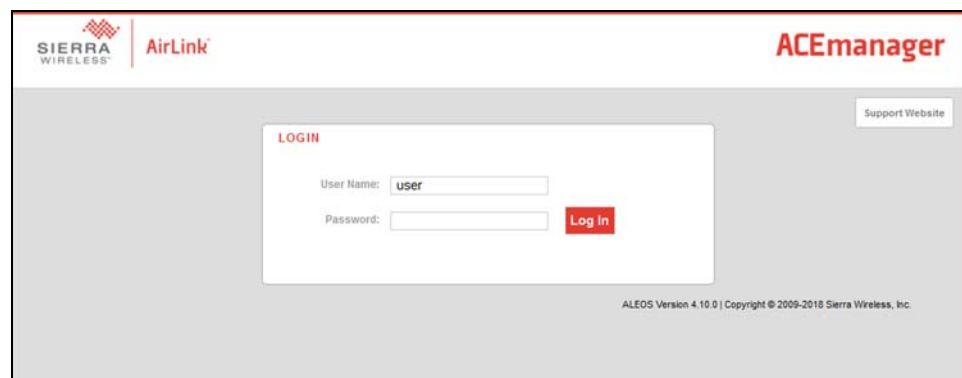 SIERRA
WIRELESS
AirLink
ACEmanager
Support Website
LOGIN
User Name: user
Password: Log In
ALEOS Version 4.10.0 | Copyright © 2009-2018 Sierra Wireless, Inc.